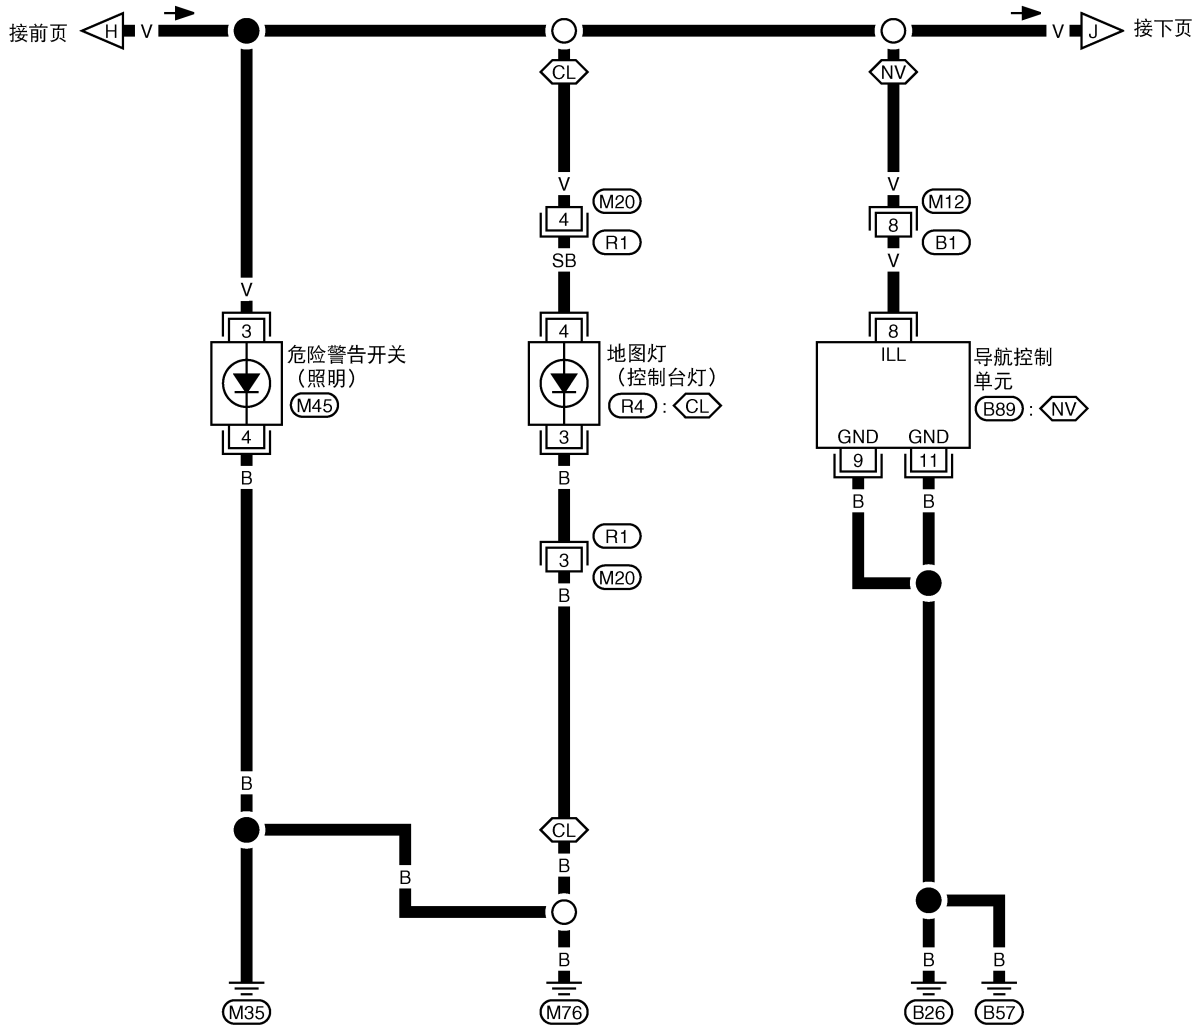 接前页 H V V J 接下页
CL NV
V V
4 M20 8 M12
R1 B1
SB V
V
3 4 8
危险警告开关
（照明）
M45
地图灯
（控制台灯）
R4 : CL
ILL
导航控制
单元
B89 : NV
GND GND
4 3 9 11
B B B B
R1
3
M20
B
B
CL
B
B
B B B
M35 M76 B26 B57